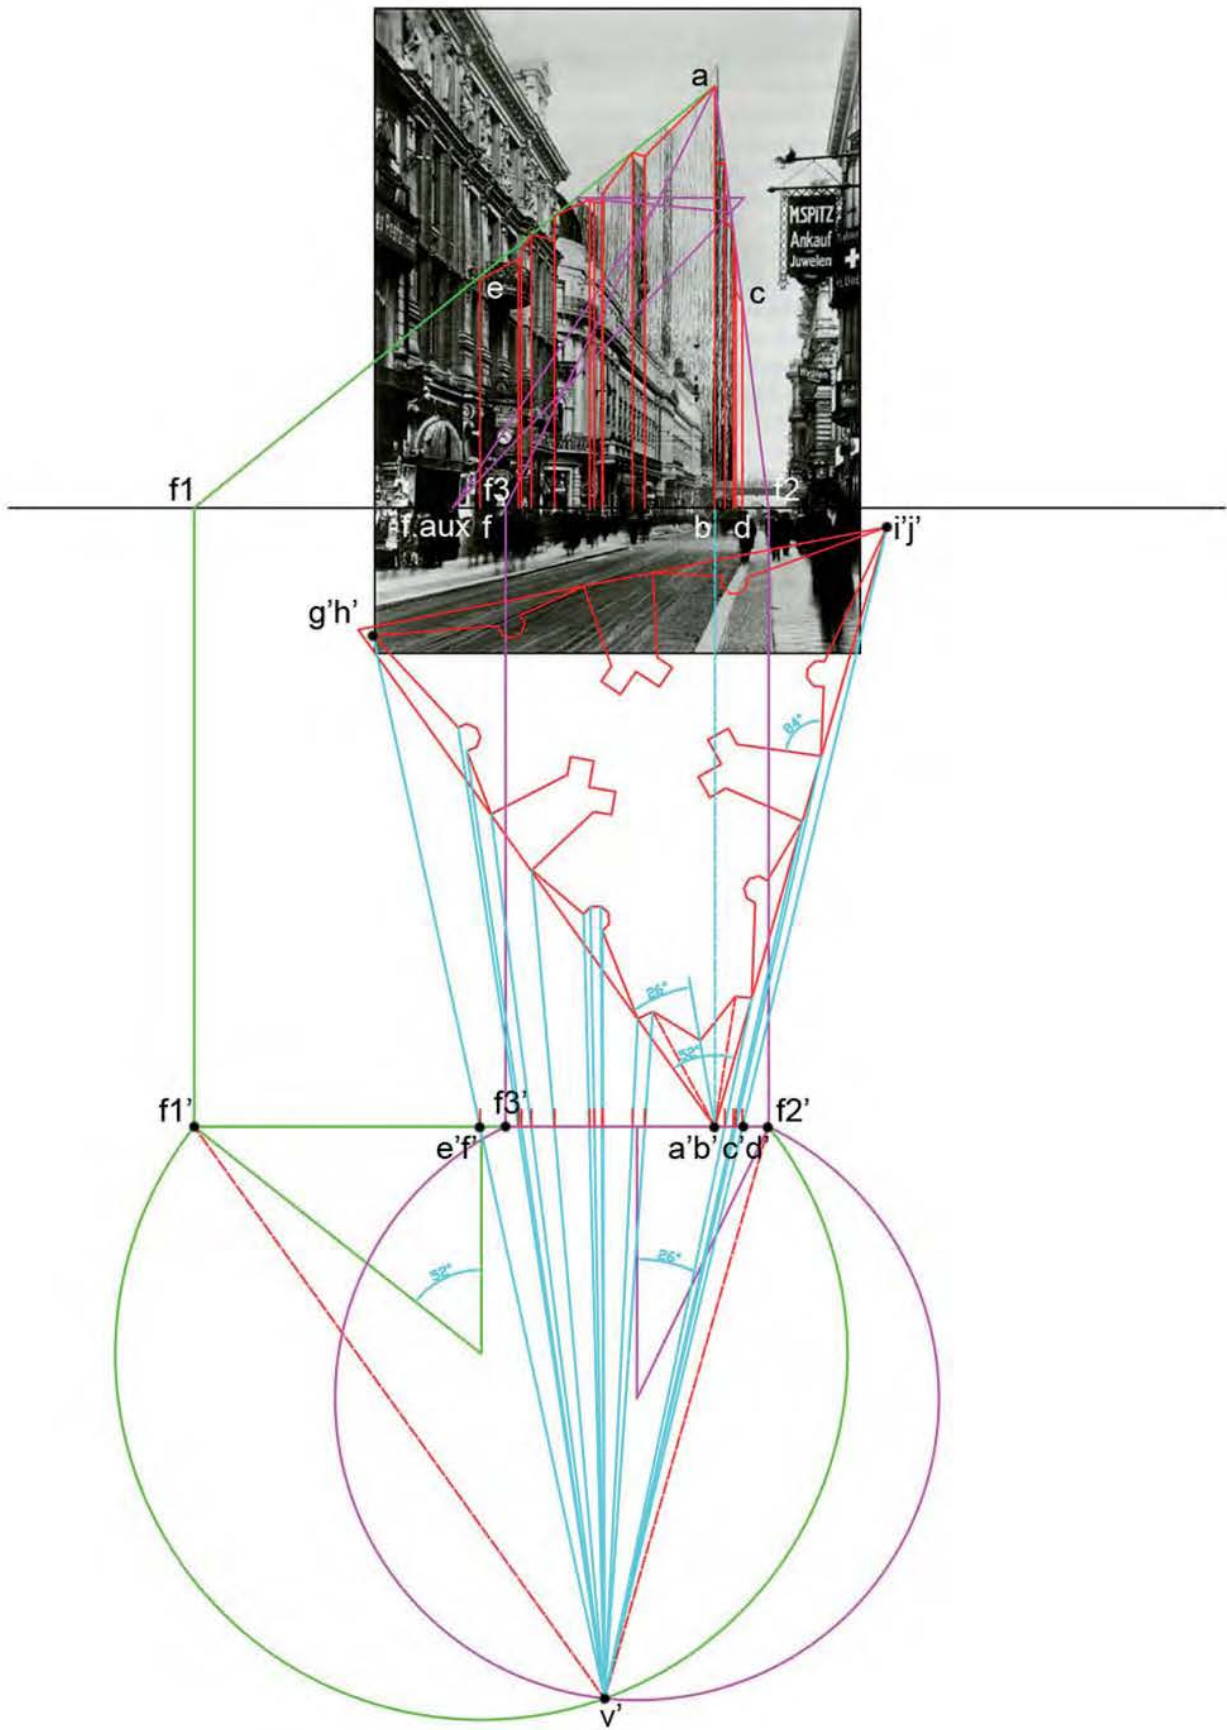 a
MSPITZ
Ankauf
Juwelen
e
c
f1
f3
f2
f.aux
f
b
d
i'j'
g'h'
84°
26°
52°
f1'
f3'
f2'
e'f'
a'b'
c'd'
52°
26°
v'